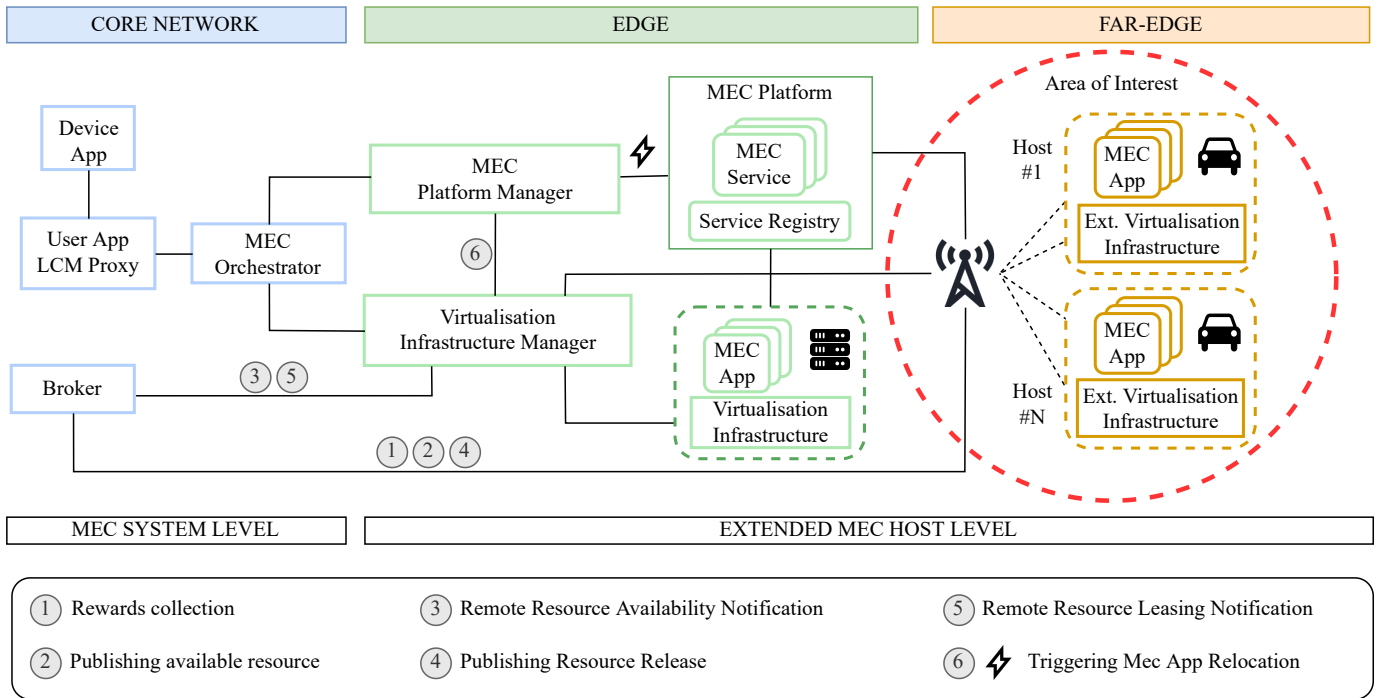 CORE NETWORK
EDGE
FAR-EDGE
Device
App
User App
LCM Proxy
MEC
Orchestrator
Broker
MEC
Platform Manager
6
Virtualisation
Infrastructure Manager
3 5
1 2 4
MEC Platform
MEC
Service
Service Registry
MEC
App
Virtualisation
Infrastructure
Area of Interest
Host
#1
MEC
App
Ext. Virtualisation
Infrastructure
MEC
App
Host
#N
Ext. Virtualisation
Infrastructure
MEC SYSTEM LEVEL
EXTENDED MEC HOST LEVEL
1 Rewards collection
3 Remote Resource Availability Notification
5 Remote Resource Leasing Notification
2 Publishing available resource
4 Publishing Resource Release
6 Triggering Mec App Relocation